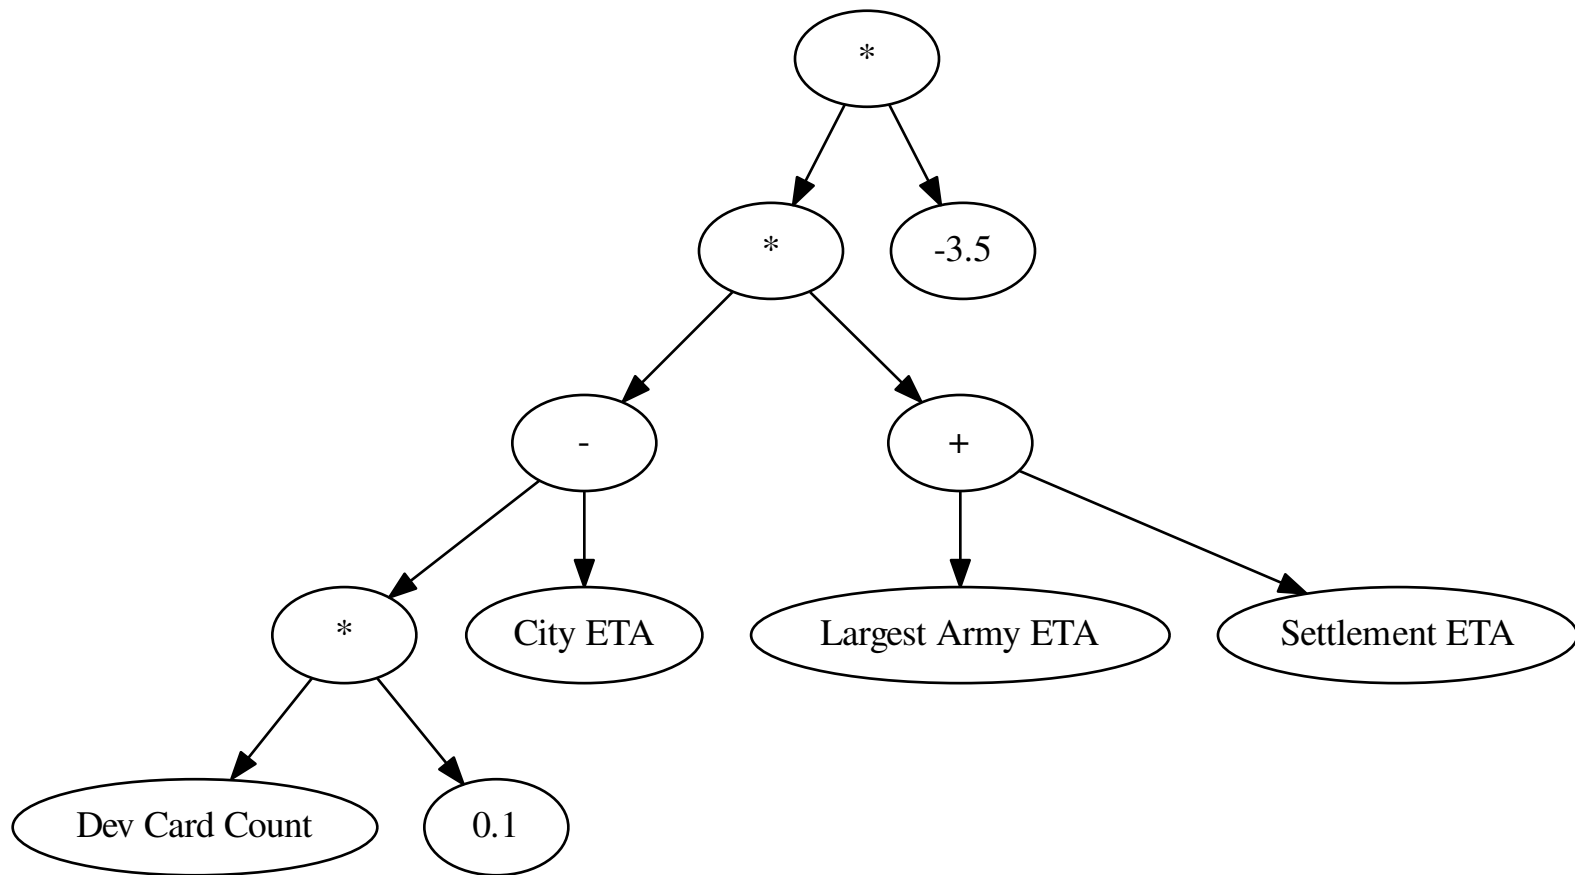 *
*
-3.5
-
+
*
City ETA
Largest Army ETA
Settlement ETA
Dev Card Count
0.1